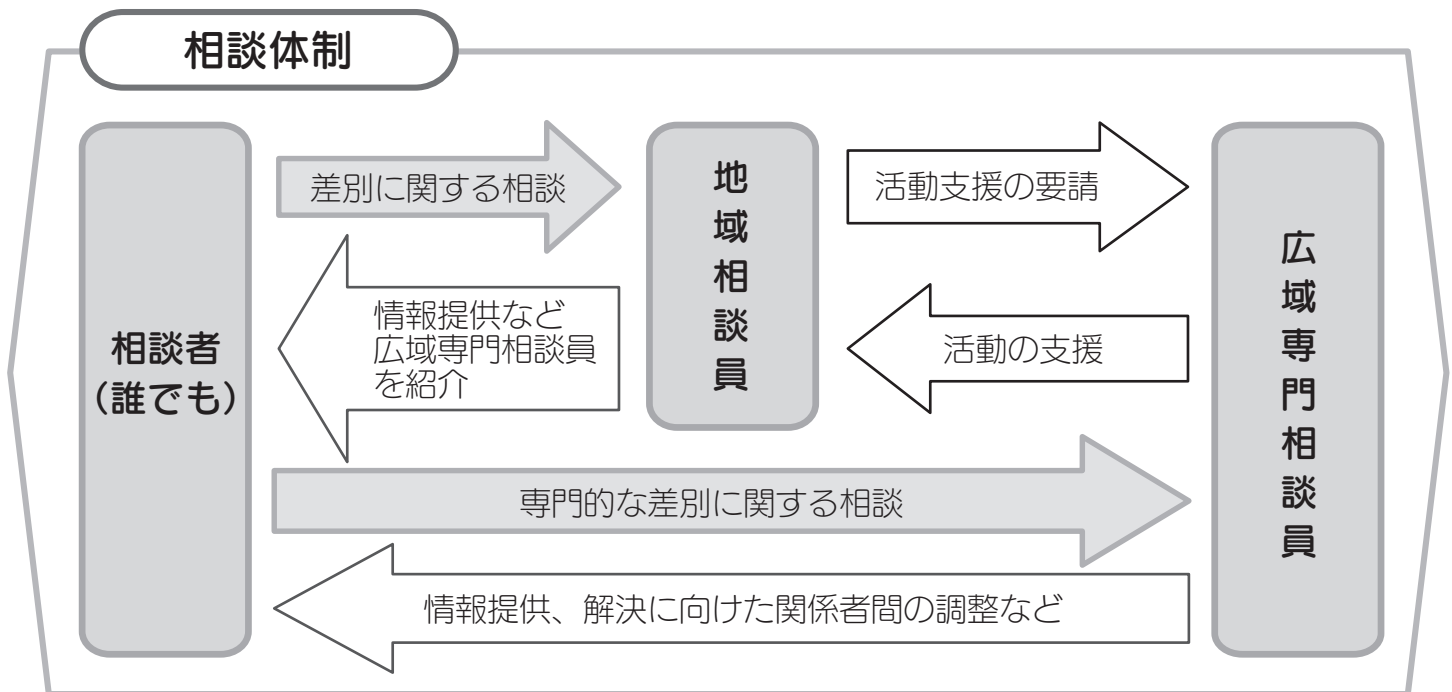 相談体制
相談者
(誰でも)
差別に関する相談
情報提供など
広域専門相談員
を紹介
地域相談員
活動支援の要請
活動の支援
専門的な差別に関する相談
情報提供、解決に向けた関係者間の調整など
広域専門相談員